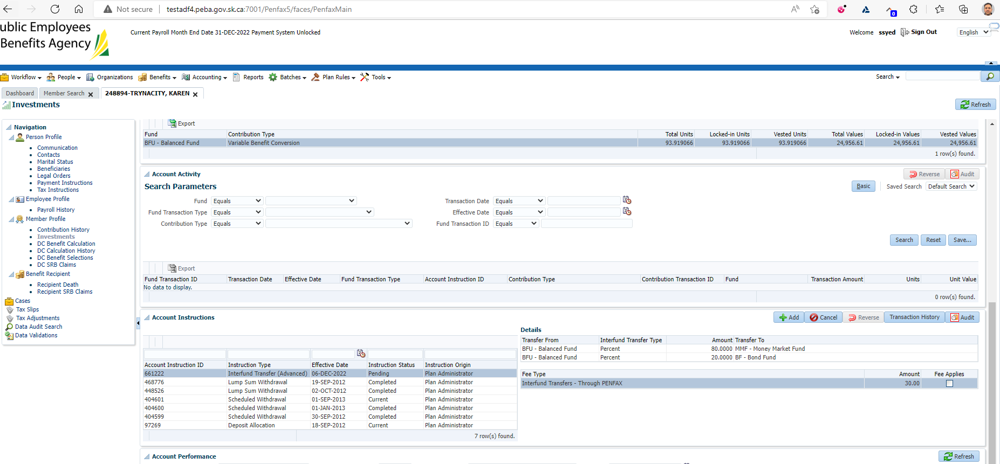 Not secure testadf4.peba.gov.sk.ca:7001/Penfax5/faces/PenfaxMain
0
ublic Employees
Benefits Agency
Current Payroll Month End Date 31-DEC-2022 Payment System Unlocked
Welcome ssyed Sign Out English
Workflow People Organizations Benefits Accounting Reports Batches Plan Rules Tools Search
Dashboard Member Search 248894-TRYNACITY, KAREN
Investments Refresh
Navigation
Person Profile
Communication
Contacts
Marital Status
Beneficiaries
Legal Orders
Payment Instructions
Tax Instructions
Employee Profile
Payroll History
Member Profile
Contribution History
Investments
DC Benefit Calculation
DC Calculation History
DC Benefit Selections
DC SRB Claims
Benefit Recipient
Recipient Death
Recipient SRB Claims
Cases
Tax Slips
Tax Adjustments
Data Audit Search
Data Validations
Export
Fund Contribution Type Total Units Locked-in Units Vested Units Total Values Locked-in Values Vested Values
BFU - Balanced Fund Variable Benefit Conversion 93.919066 93.919066 93.919066 24,956.61 24,956.61 24,956.61
1 row(s) found.
Account Activity Reverse Audit
Search Parameters Basic Saved Search Default Search
Fund Equals Transaction Date Equals
Fund Transaction Type Equals Effective Date Equals
Contribution Type Equals Fund Transaction ID Equals
Search Reset Save...
Export
Fund Transaction ID Transaction Date Effective Date Fund Transaction Type Account Instruction ID Contribution Type Contribution Transaction ID Fund Transaction Amount Units Unit Value
No data to display.
0 row(s) found.
Account Instructions Add Cancel Reverse Transaction History Audit
Account Instruction ID Instruction Type Effective Date Instruction Status Instruction Origin
661222 Interfund Transfer (Advanced) 06-DEC-2022 Pending Plan Administrator
468776 Lump Sum Withdrawal 19-SEP-2012 Completed Plan Administrator
448526 Lump Sum Withdrawal 02-OCT-2012 Completed Plan Administrator
404601 Scheduled Withdrawal 01-SEP-2013 Current Plan Administrator
404600 Scheduled Withdrawal 01-JAN-2013 Completed Plan Administrator
404599 Scheduled Withdrawal 30-SEP-2012 Completed Plan Administrator
97269 Deposit Allocation 18-SEP-2012 Current Plan Administrator
7 row(s) found.
Details
Transfer From Interfund Transfer Type Amount Transfer To
BFU - Balanced Fund Percent 80.0000 MMF - Money Market Fund
BFU - Balanced Fund Percent 20.0000 BF - Bond Fund
Fee Type Amount Fee Applies
Interfund Transfers - Through PENFAX 30.00
Account Performance Refresh